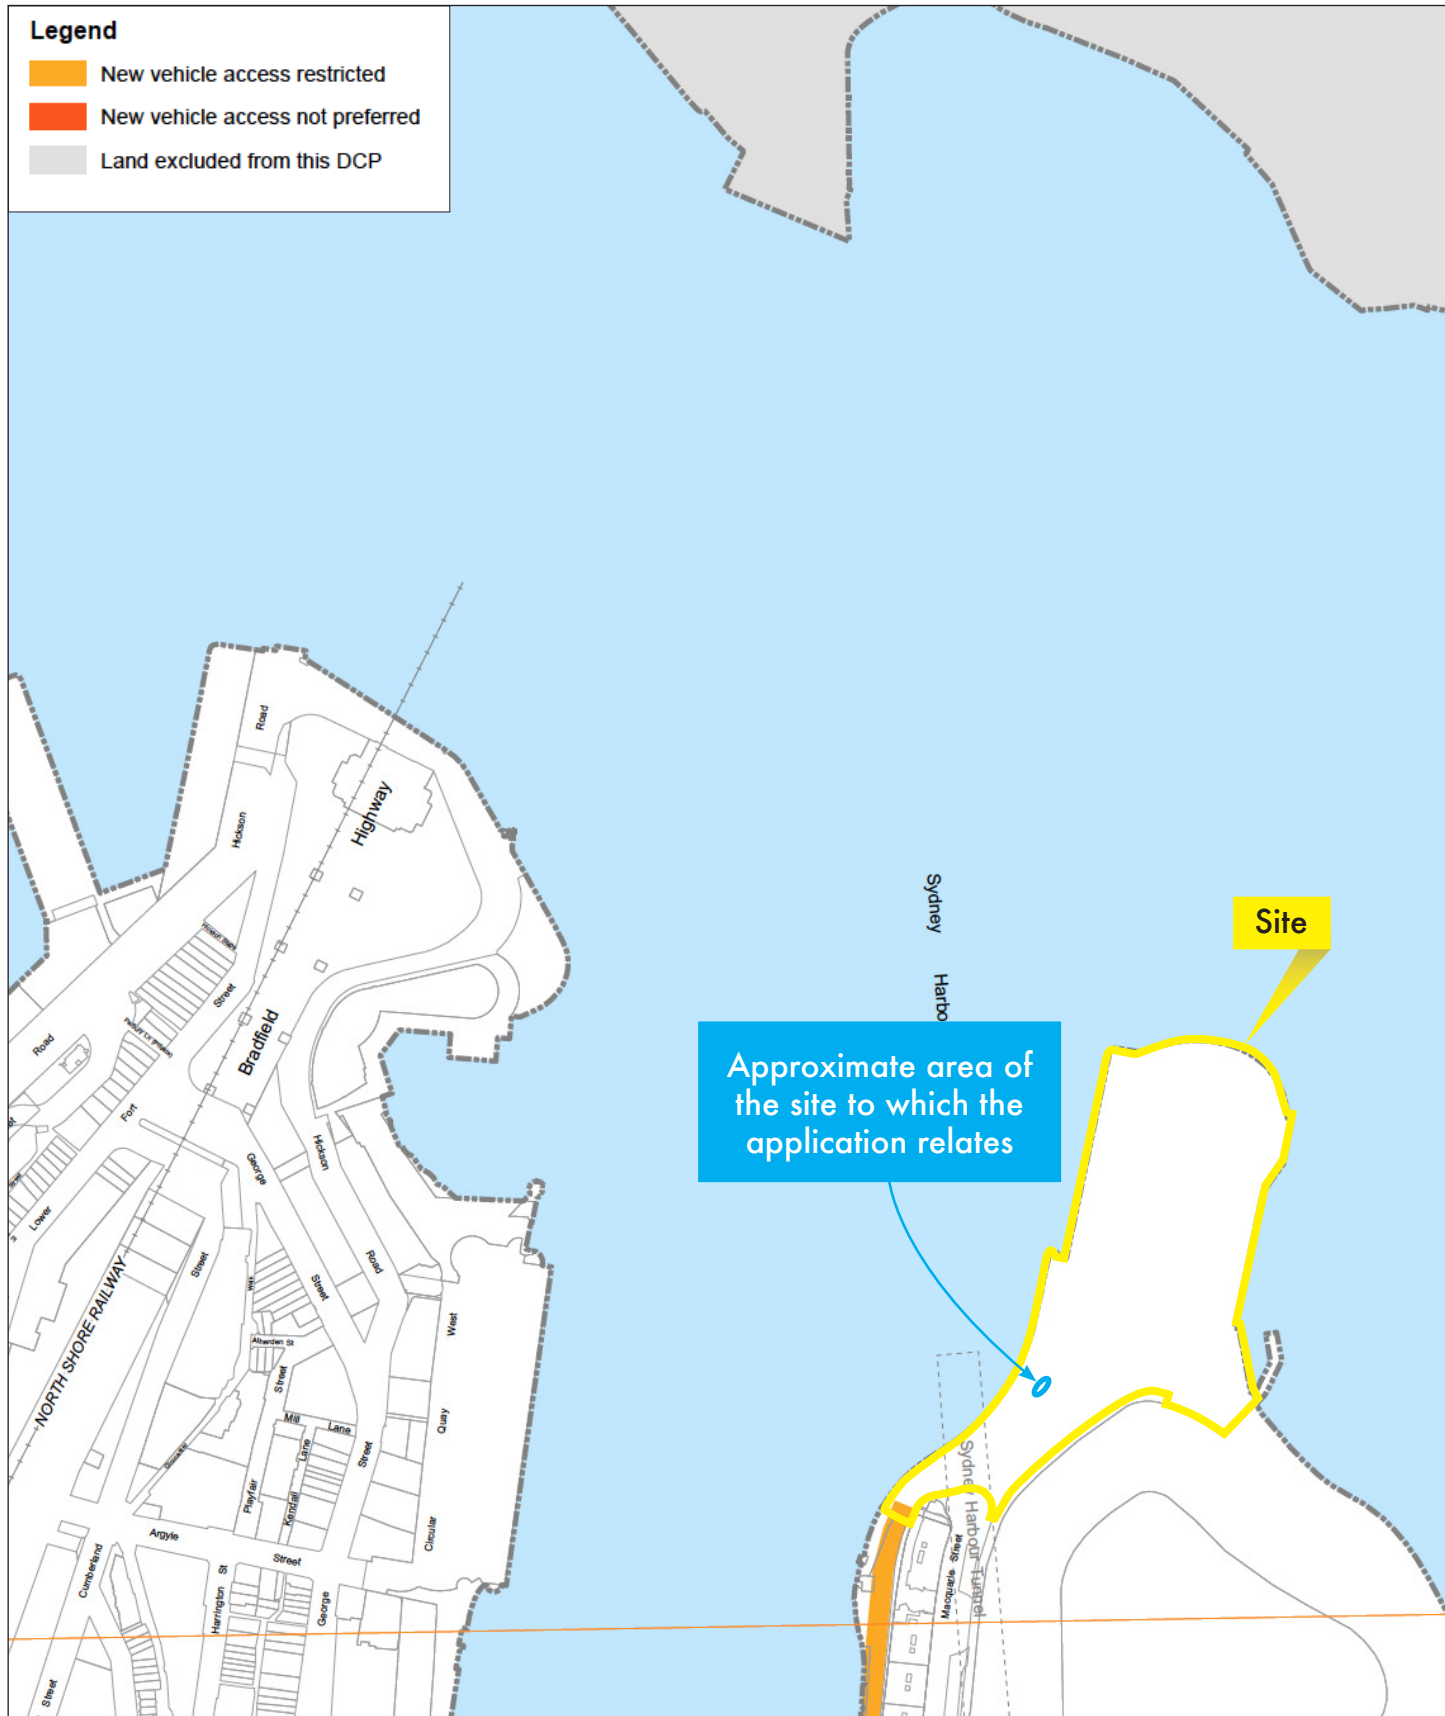 Legend
New vehicle access restricted
New vehicle access not preferred
Land excluded from this DCP
Road
Hickson
Highway
Sydney
Harbo
Site
Street
Bradfield
Road
Fort
Approximate area of
the site to which the
application relates
Hickson
George
Lower
Street
Road
Street
Walk
West
NORTH SHORE RAILWAY
Atherden St
Street
Mill
Lane
Quay
Lane
Street
Gloucester
Playfair
Kendall
Sydney Harbour Tunnel
Argyle
Street
Circular
Cumberland
Harrington St
George
Macquarie Street
Street